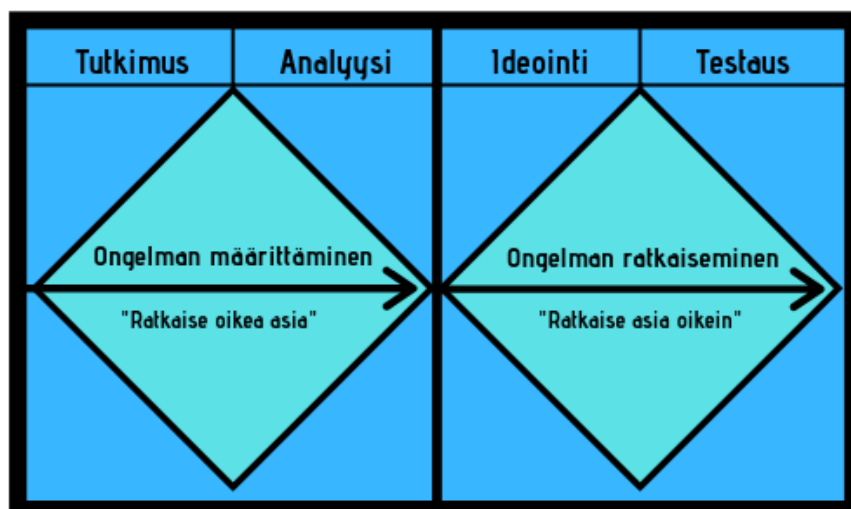 Tutkimus
Analyysi
Ideointi
Testaus
Ongelman määrittäminen
"Ratkaise oikea asia"
Ongelman ratkaiseminen
"Ratkaise asia oikein"